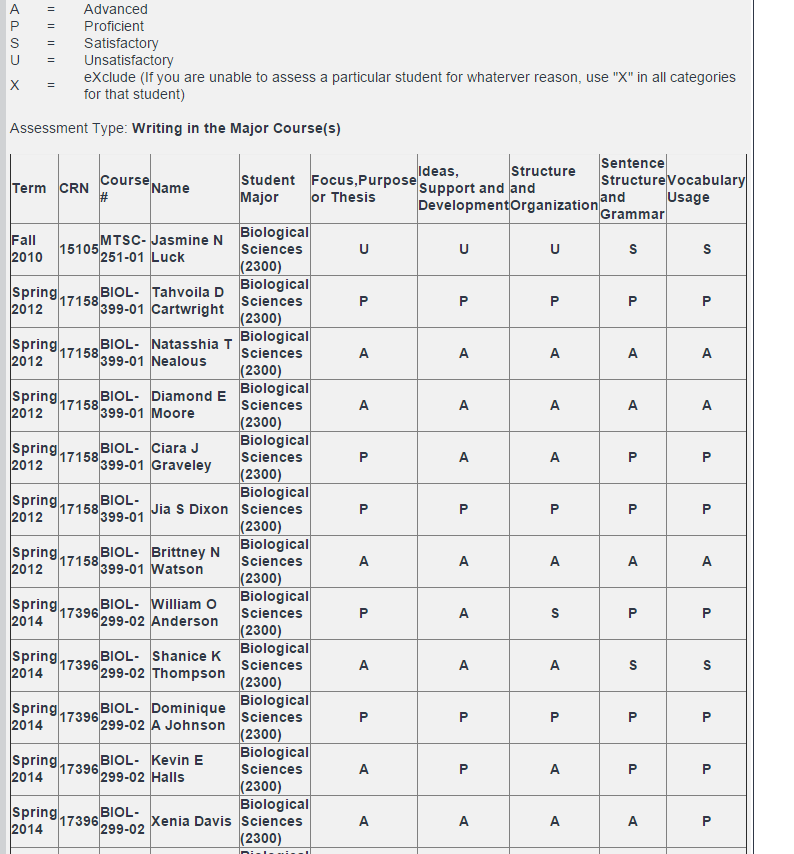 A = Advanced
P = Proficient
S = Satisfactory
U = Unsatisfactory
X = eXclude (If you are unable to assess a particular student for whaterver reason, use "X" in all categories
for that student)
Assessment Type: Writing in the Major Course(s)
Term CRN Course # Name Student Major Focus,Purpose or Thesis Ideas, Support and Development Structure and Organization Sentence Structure and Grammar Vocabulary Usage
Fall 2010 15105 MTSC-251-01 Jasmine N Luck Biological Sciences (2300) U U U S S
Spring 2012 17158 BIOL-399-01 Tahvoila D Cartwright Biological Sciences (2300) P P P P P
Spring 2012 17158 BIOL-399-01 Natasshia T Nealous Biological Sciences (2300) A A A A A
Spring 2012 17158 BIOL-399-01 Diamond E Moore Biological Sciences (2300) A A A A A
Spring 2012 17158 BIOL-399-01 Ciara J Graveley Biological Sciences (2300) P A A P P
Spring 2012 17158 BIOL-399-01 Jia S Dixon Biological Sciences (2300) P P P P P
Spring 2012 17158 BIOL-399-01 Brittney N Watson Biological Sciences (2300) A A A A A
Spring 2014 17396 BIOL-299-02 William O Anderson Biological Sciences (2300) P A S P P
Spring 2014 17396 BIOL-299-02 Shanice K Thompson Biological Sciences (2300) A A A S S
Spring 2014 17396 BIOL-299-02 Dominique A Johnson Biological Sciences (2300) P P P P P
Spring 2014 17396 BIOL-299-02 Kevin E Halls Biological Sciences (2300) A P A P P
Spring 2014 17396 BIOL-299-02 Xenia Davis Biological Sciences (2300) A A A A P